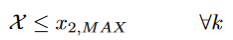 𝒳 ≤ x_{2,MAX} ∀k